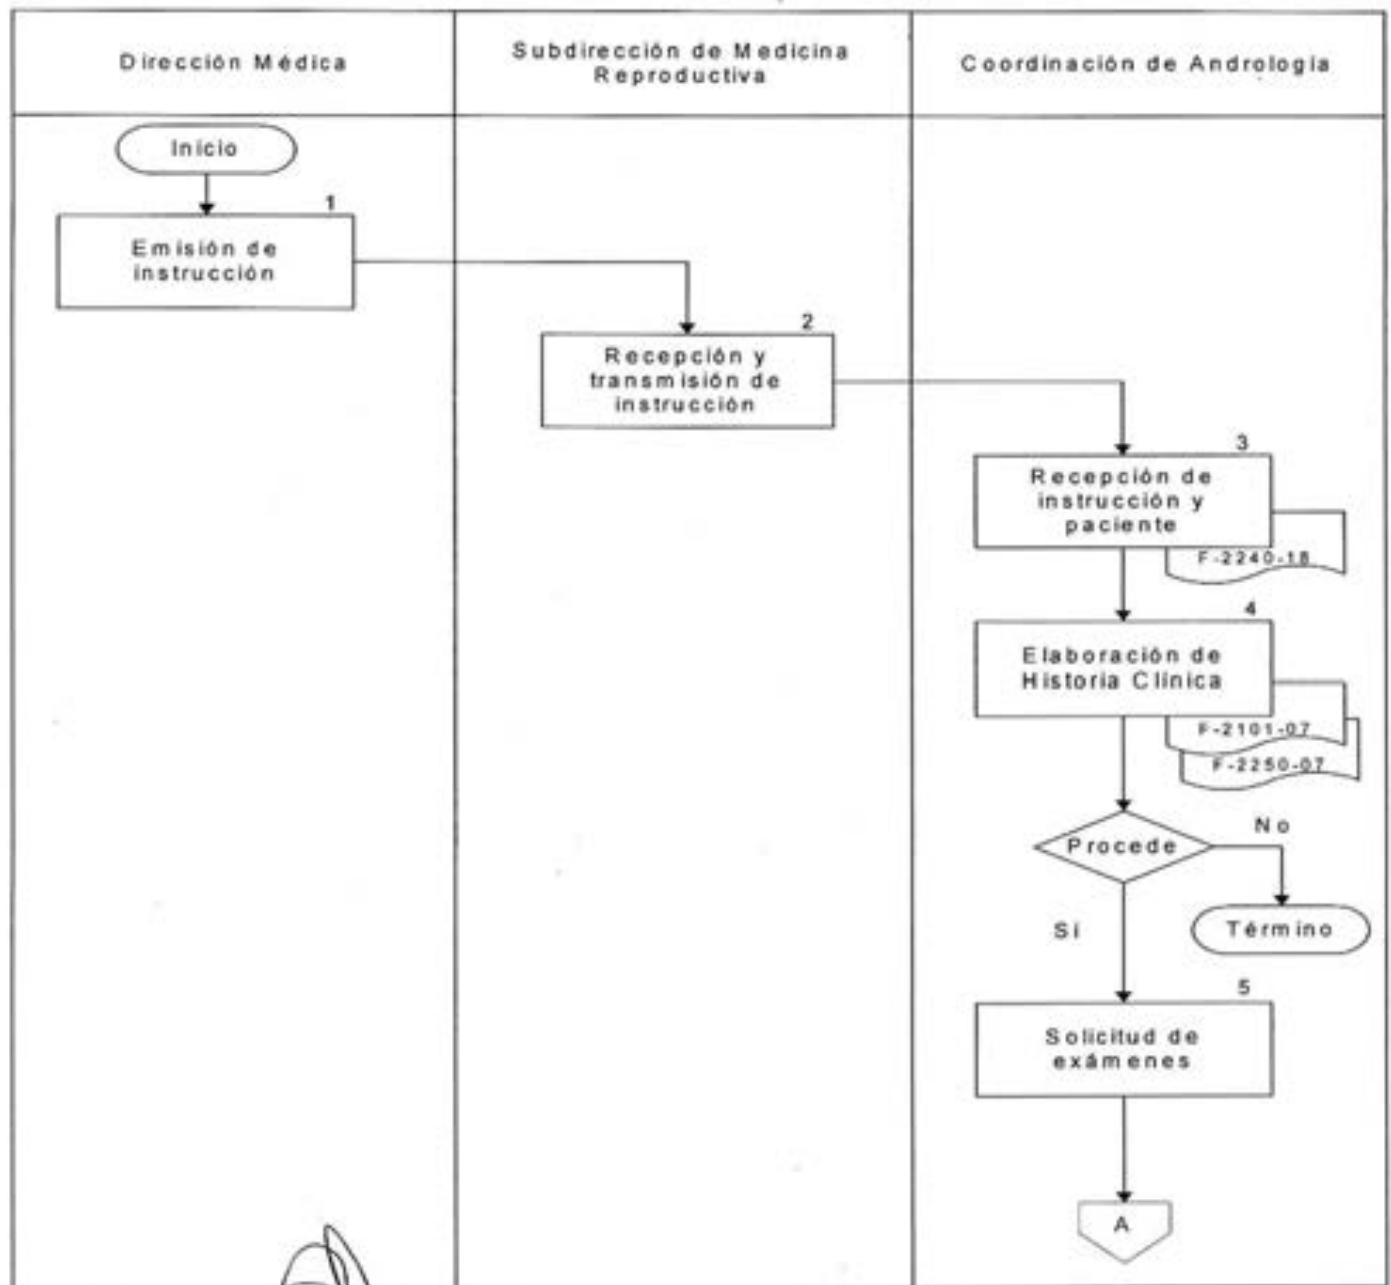 Dirección Médica
Subdirección de Medicina
Reproductiva
Coordinación de Andrología
Inicio
1
Emisión de
instrucción
2
Recepción y
transmisión de
instrucción
3
Recepción de
instrucción y
paciente
F-2240-18
4
Elaboración de
Historia Clínica
F-2101-07
F-2250-07
Procede
No
Sí
Término
5
Solicitud de
exámenes
A